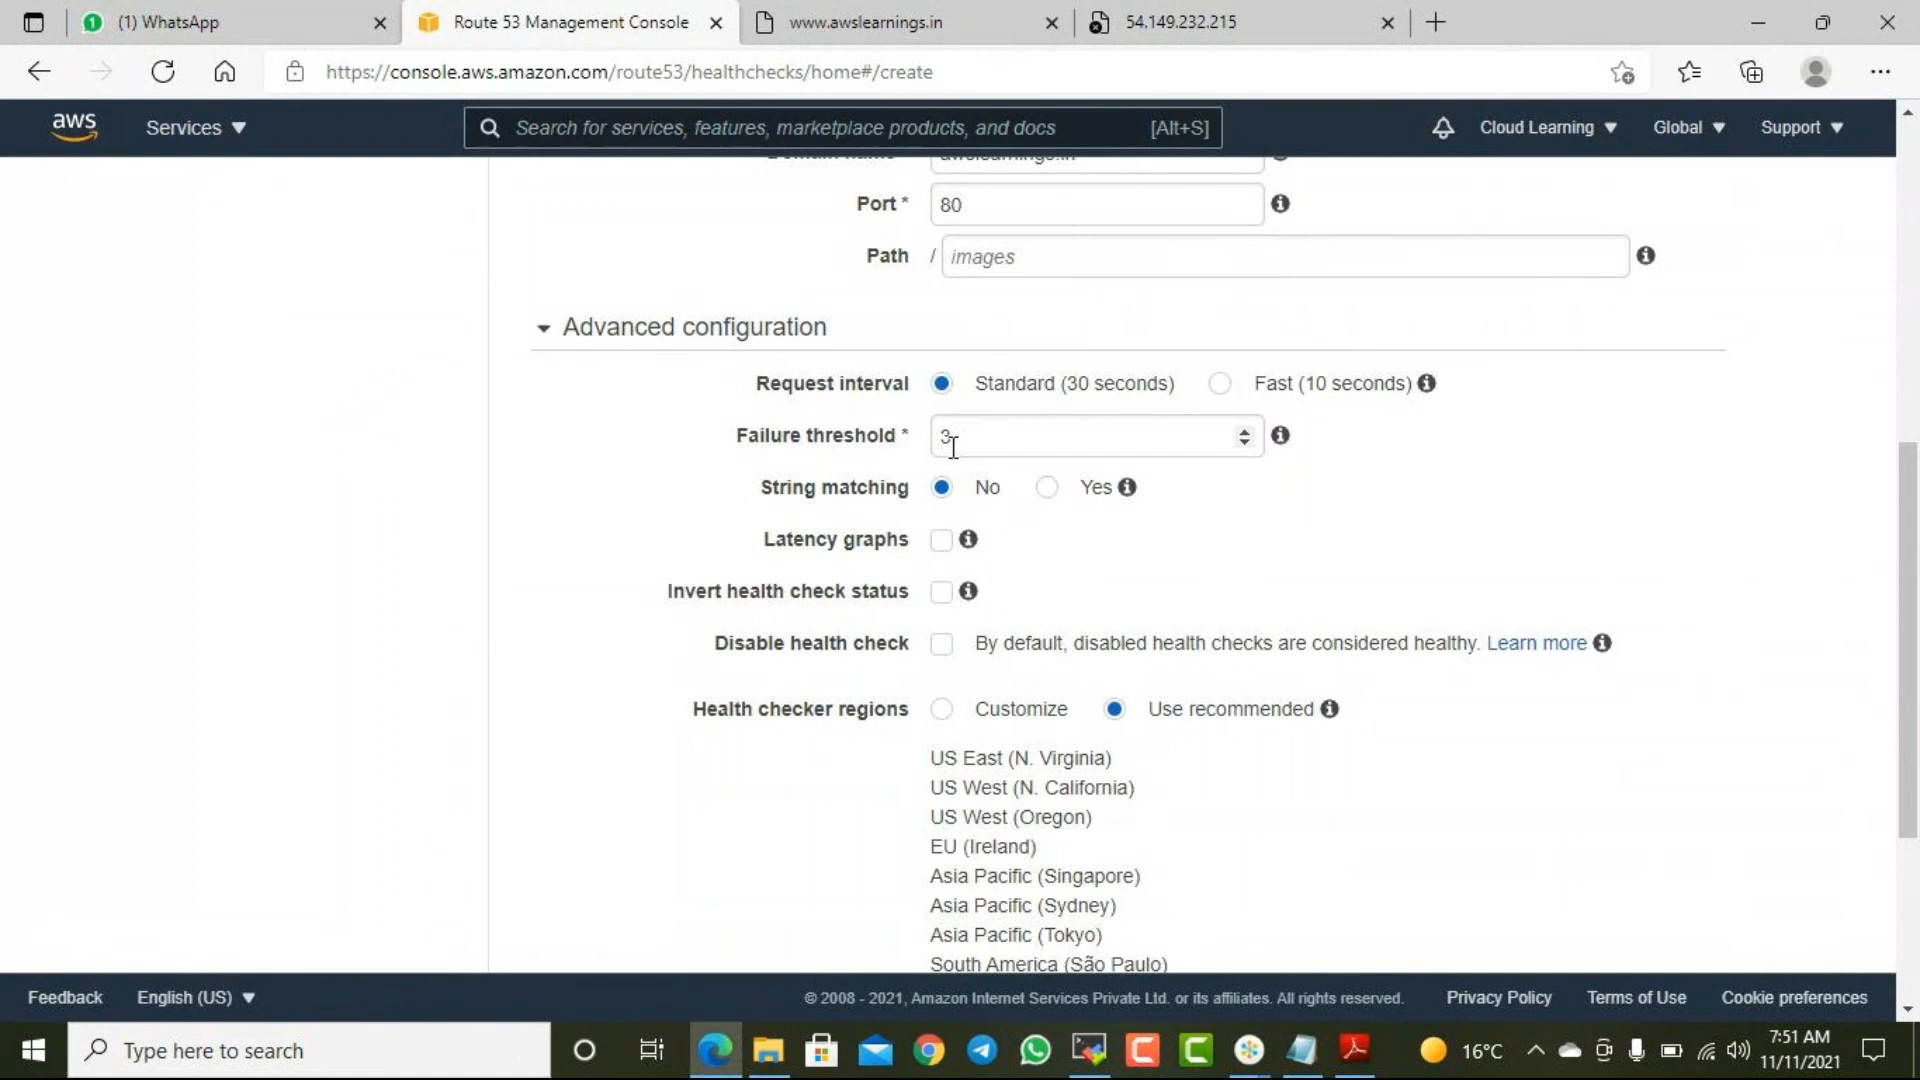 (1) WhatsApp
Route 53 Management Console
www.awslearnings.in
54.149.232.215
https://console.aws.amazon.com/route53/healthchecks/home#/create
aws
Services
Search for services, features, marketplace products, and docs [Alt+S]
Cloud Learning
Global
Support
Port * 80
Path / images
Advanced configuration
Request interval Standard (30 seconds) Fast (10 seconds)
Failure threshold * 3
String matching No Yes
Latency graphs
Invert health check status
Disable health check By default, disabled health checks are considered healthy. Learn more
Health checker regions Customize Use recommended
US East (N. Virginia)
US West (N. California)
US West (Oregon)
EU (Ireland)
Asia Pacific (Singapore)
Asia Pacific (Sydney)
Asia Pacific (Tokyo)
South America (São Paulo)
Feedback English (US) © 2008 - 2021, Amazon Internet Services Private Ltd. or its affiliates. All rights reserved. Privacy Policy Terms of Use Cookie preferences
Type here to search
16°C
7:51 AM
11/11/2021